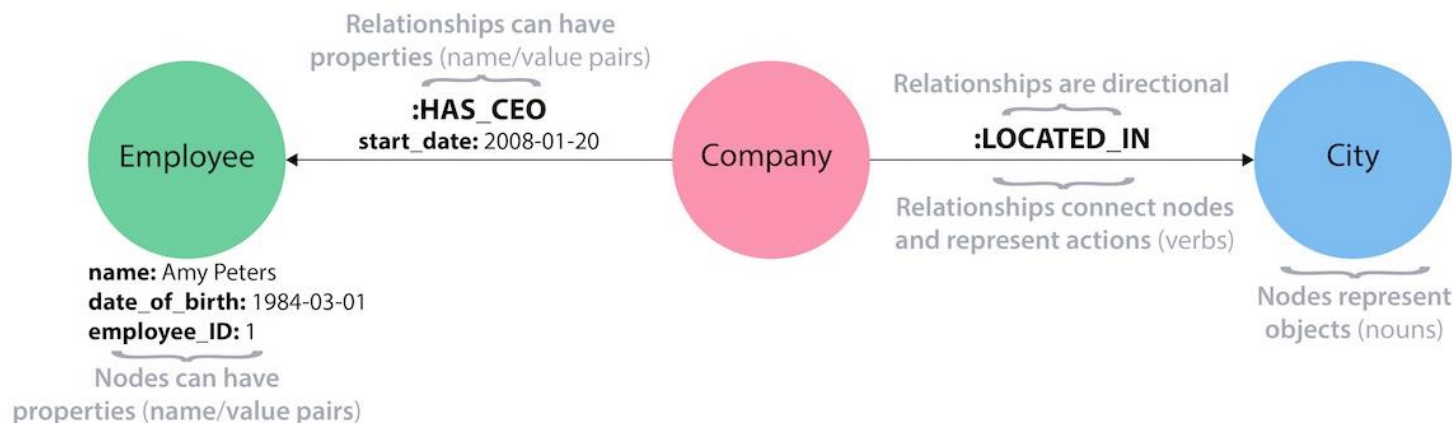 Relationships can have
properties (name/value pairs)
:HAS_CEO
start_date: 2008-01-20
Employee
name: Amy Peters
date_of_birth: 1984-03-01
employee_ID: 1
Nodes can have
properties (name/value pairs)
Company
Relationships are directional
:LOCATED_IN
Relationships connect nodes
and represent actions (verbs)
City
Nodes represent
objects (nouns)